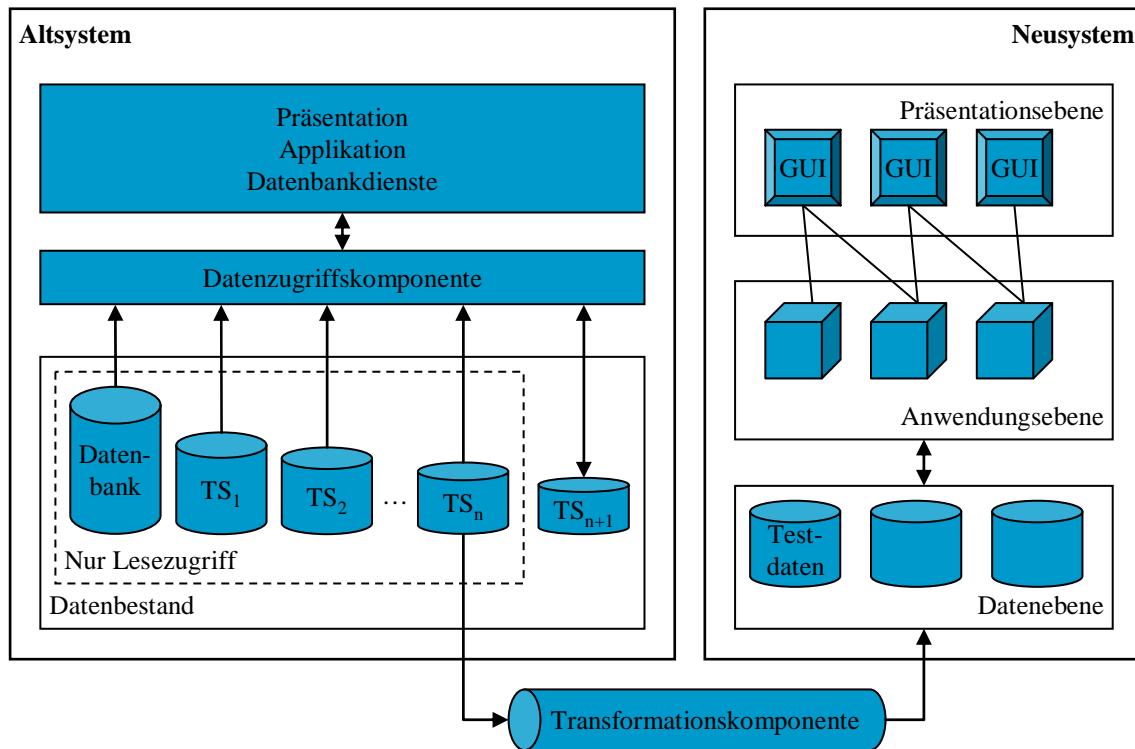 Altsystem
Präsentation
Applikation
Datenbankdienste
Datenzugriffskomponente
Daten-
bank
TS1
TS2
...
TSn
TSn+1
Nur Lesezugriff
Datenbestand
Neusystem
Präsentationsebene
GUI
GUI
GUI
Anwendungsebene
Test-
daten
Datenebene
Transformationskomponente